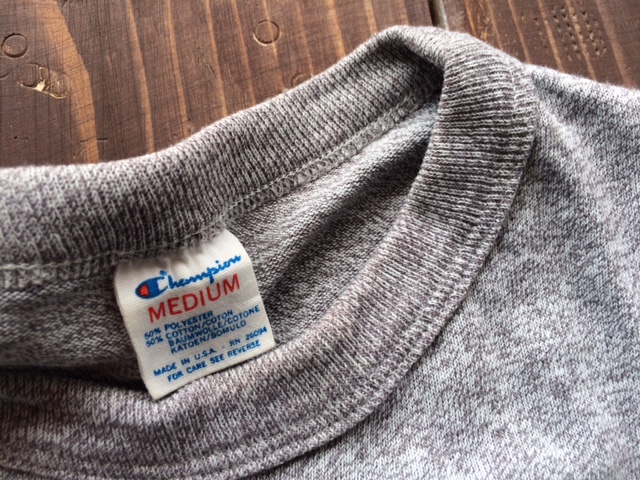 Champion
MEDIUM
50% POLYESTER
50% COTTON/COTON
BAUMWOLLE/COTONE
KATOEN/BOMULD
MADE IN U.S.A. RN 26094
FOR CARE SEE REVERSE